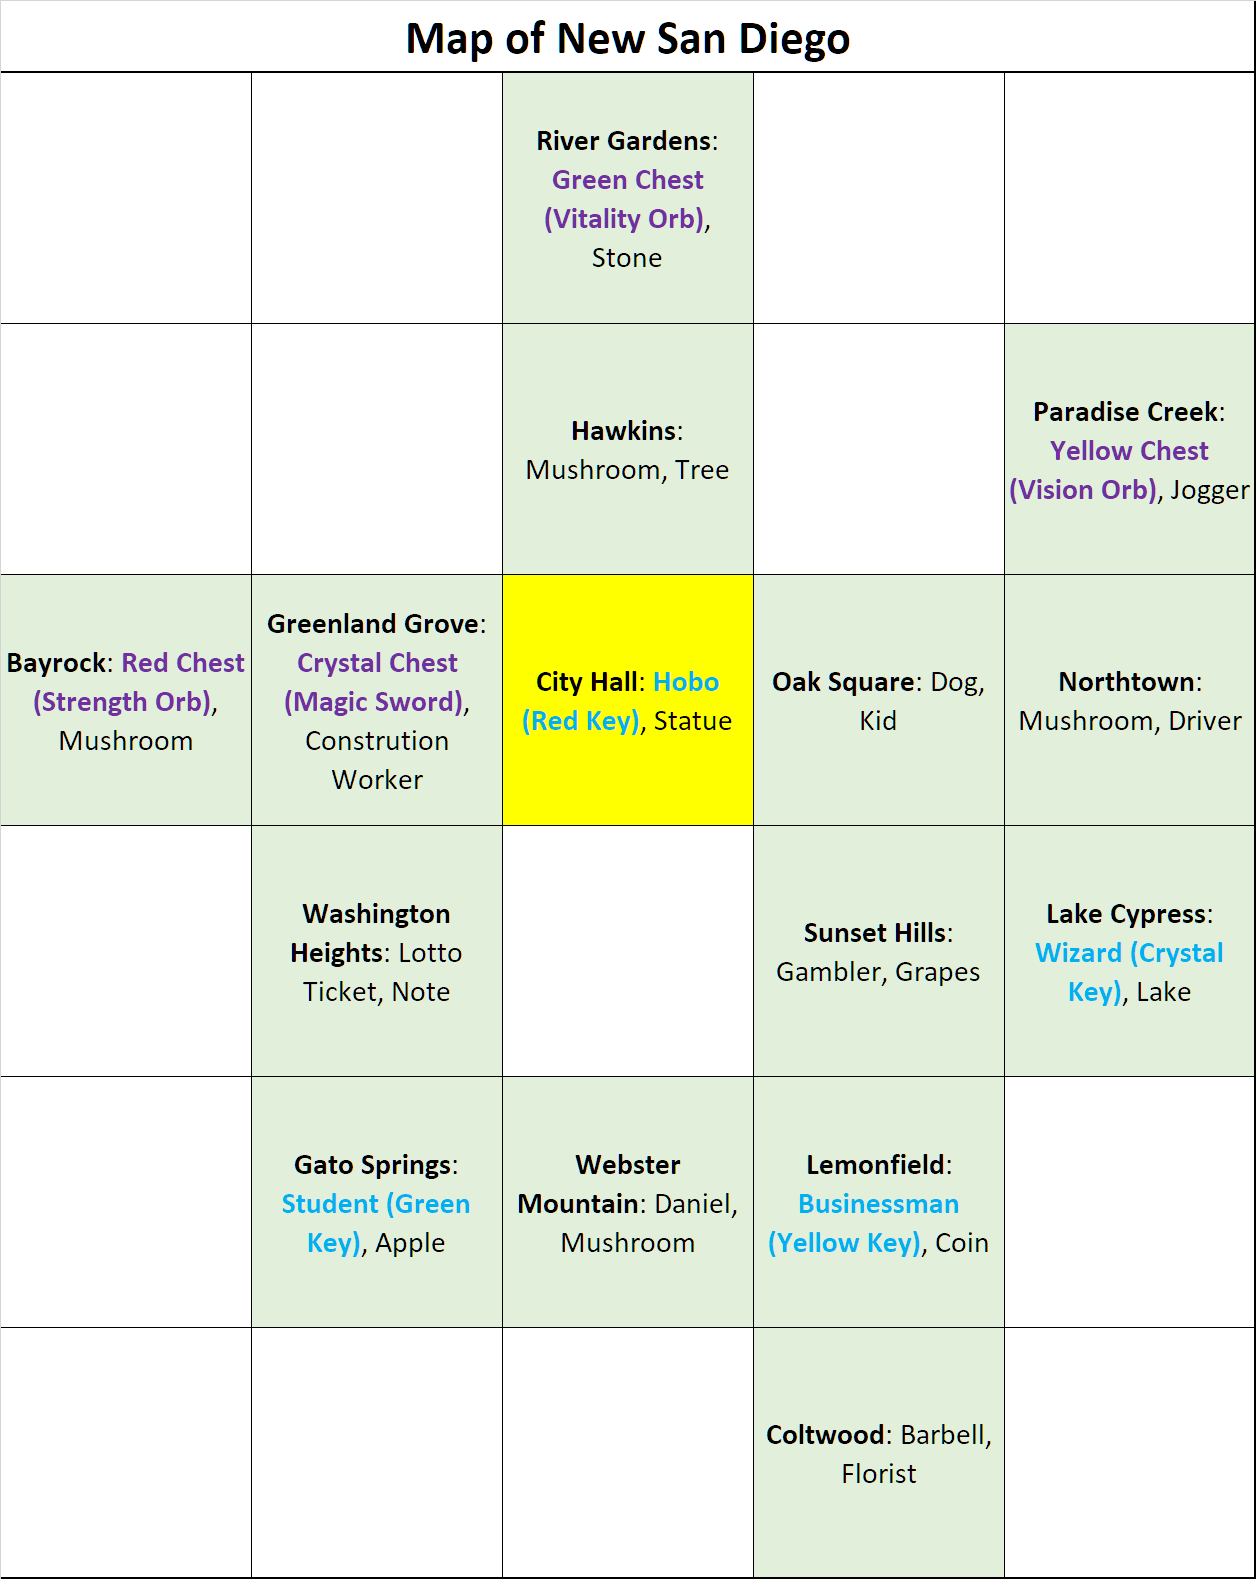 Map of New San Diego
River Gardens:
Green Chest
(Vitality Orb),
Stone
Hawkins:
Mushroom, Tree
Paradise Creek:
Yellow Chest
(Vision Orb), Jogger
Bayrock: Red Chest
(Strength Orb),
Mushroom
Greenland Grove:
Crystal Chest
(Magic Sword),
Constrution
Worker
City Hall: Hobo
(Red Key), Statue
Oak Square: Dog,
Kid
Northtown:
Mushroom, Driver
Washington
Heights: Lotto
Ticket, Note
Sunset Hills:
Gambler, Grapes
Lake Cypress:
Wizard (Crystal
Key), Lake
Gato Springs:
Student (Green
Key), Apple
Webster
Mountain: Daniel,
Mushroom
Lemonfield:
Businessman
(Yellow Key), Coin
Coltwood: Barbell,
Florist